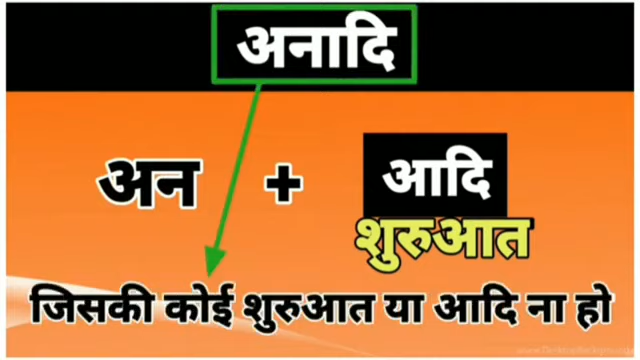 अनादि
अन + आदि
शुरुआत
जिसकी कोई शुरुआत या आदि ना हो